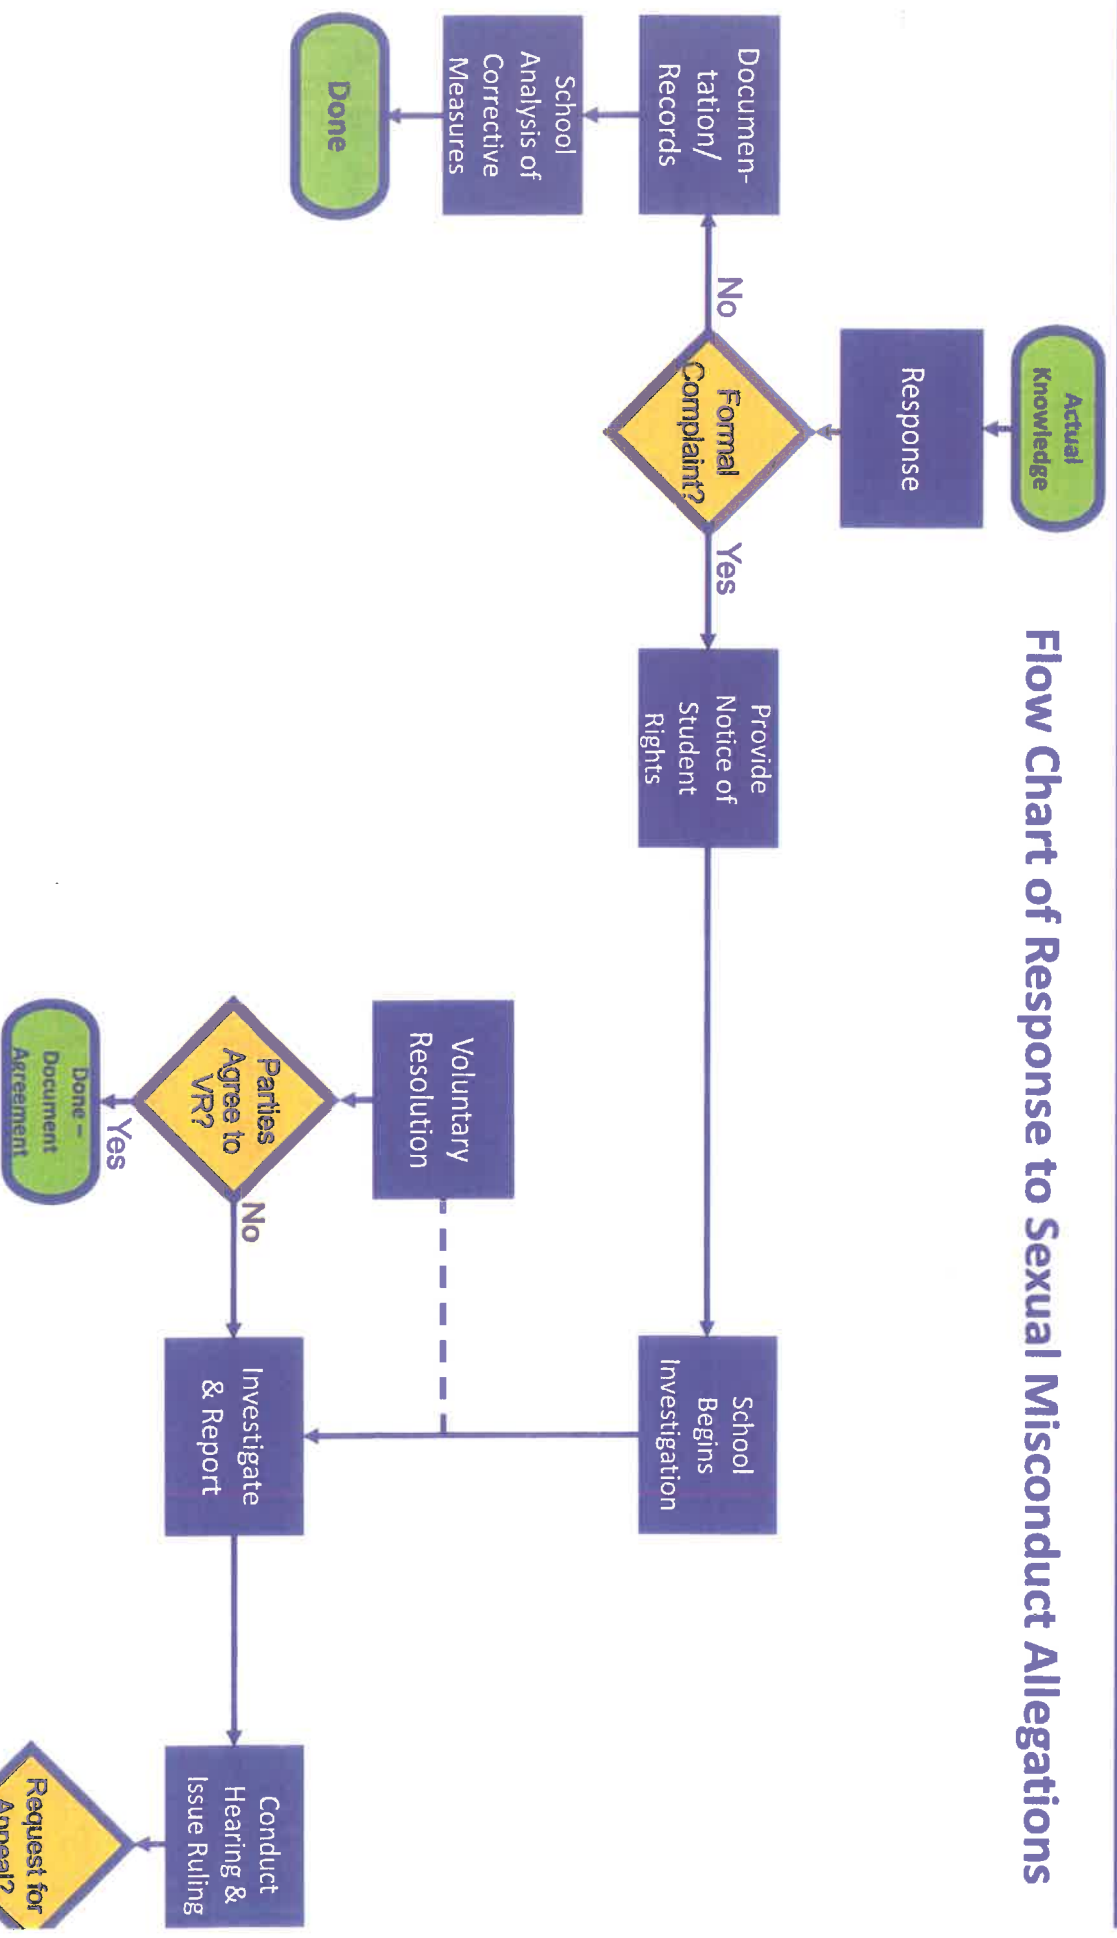 Flow Chart of Response to Sexual Misconduct Allegations
Actual
Knowledge
Response
Formal
Complaint?
No
Yes
Documen-
tation/
Records
School
Analysis of
Corrective
Measures
Done
Provide
Notice of
Student
Rights
School
Begins
Investigation
Voluntary
Resolution
Parties
Agree to
VR?
No
Yes
Done –
Document
Agreement
Investigate
& Report
Conduct
Hearing &
Issue Ruling
Request for
Appeal?